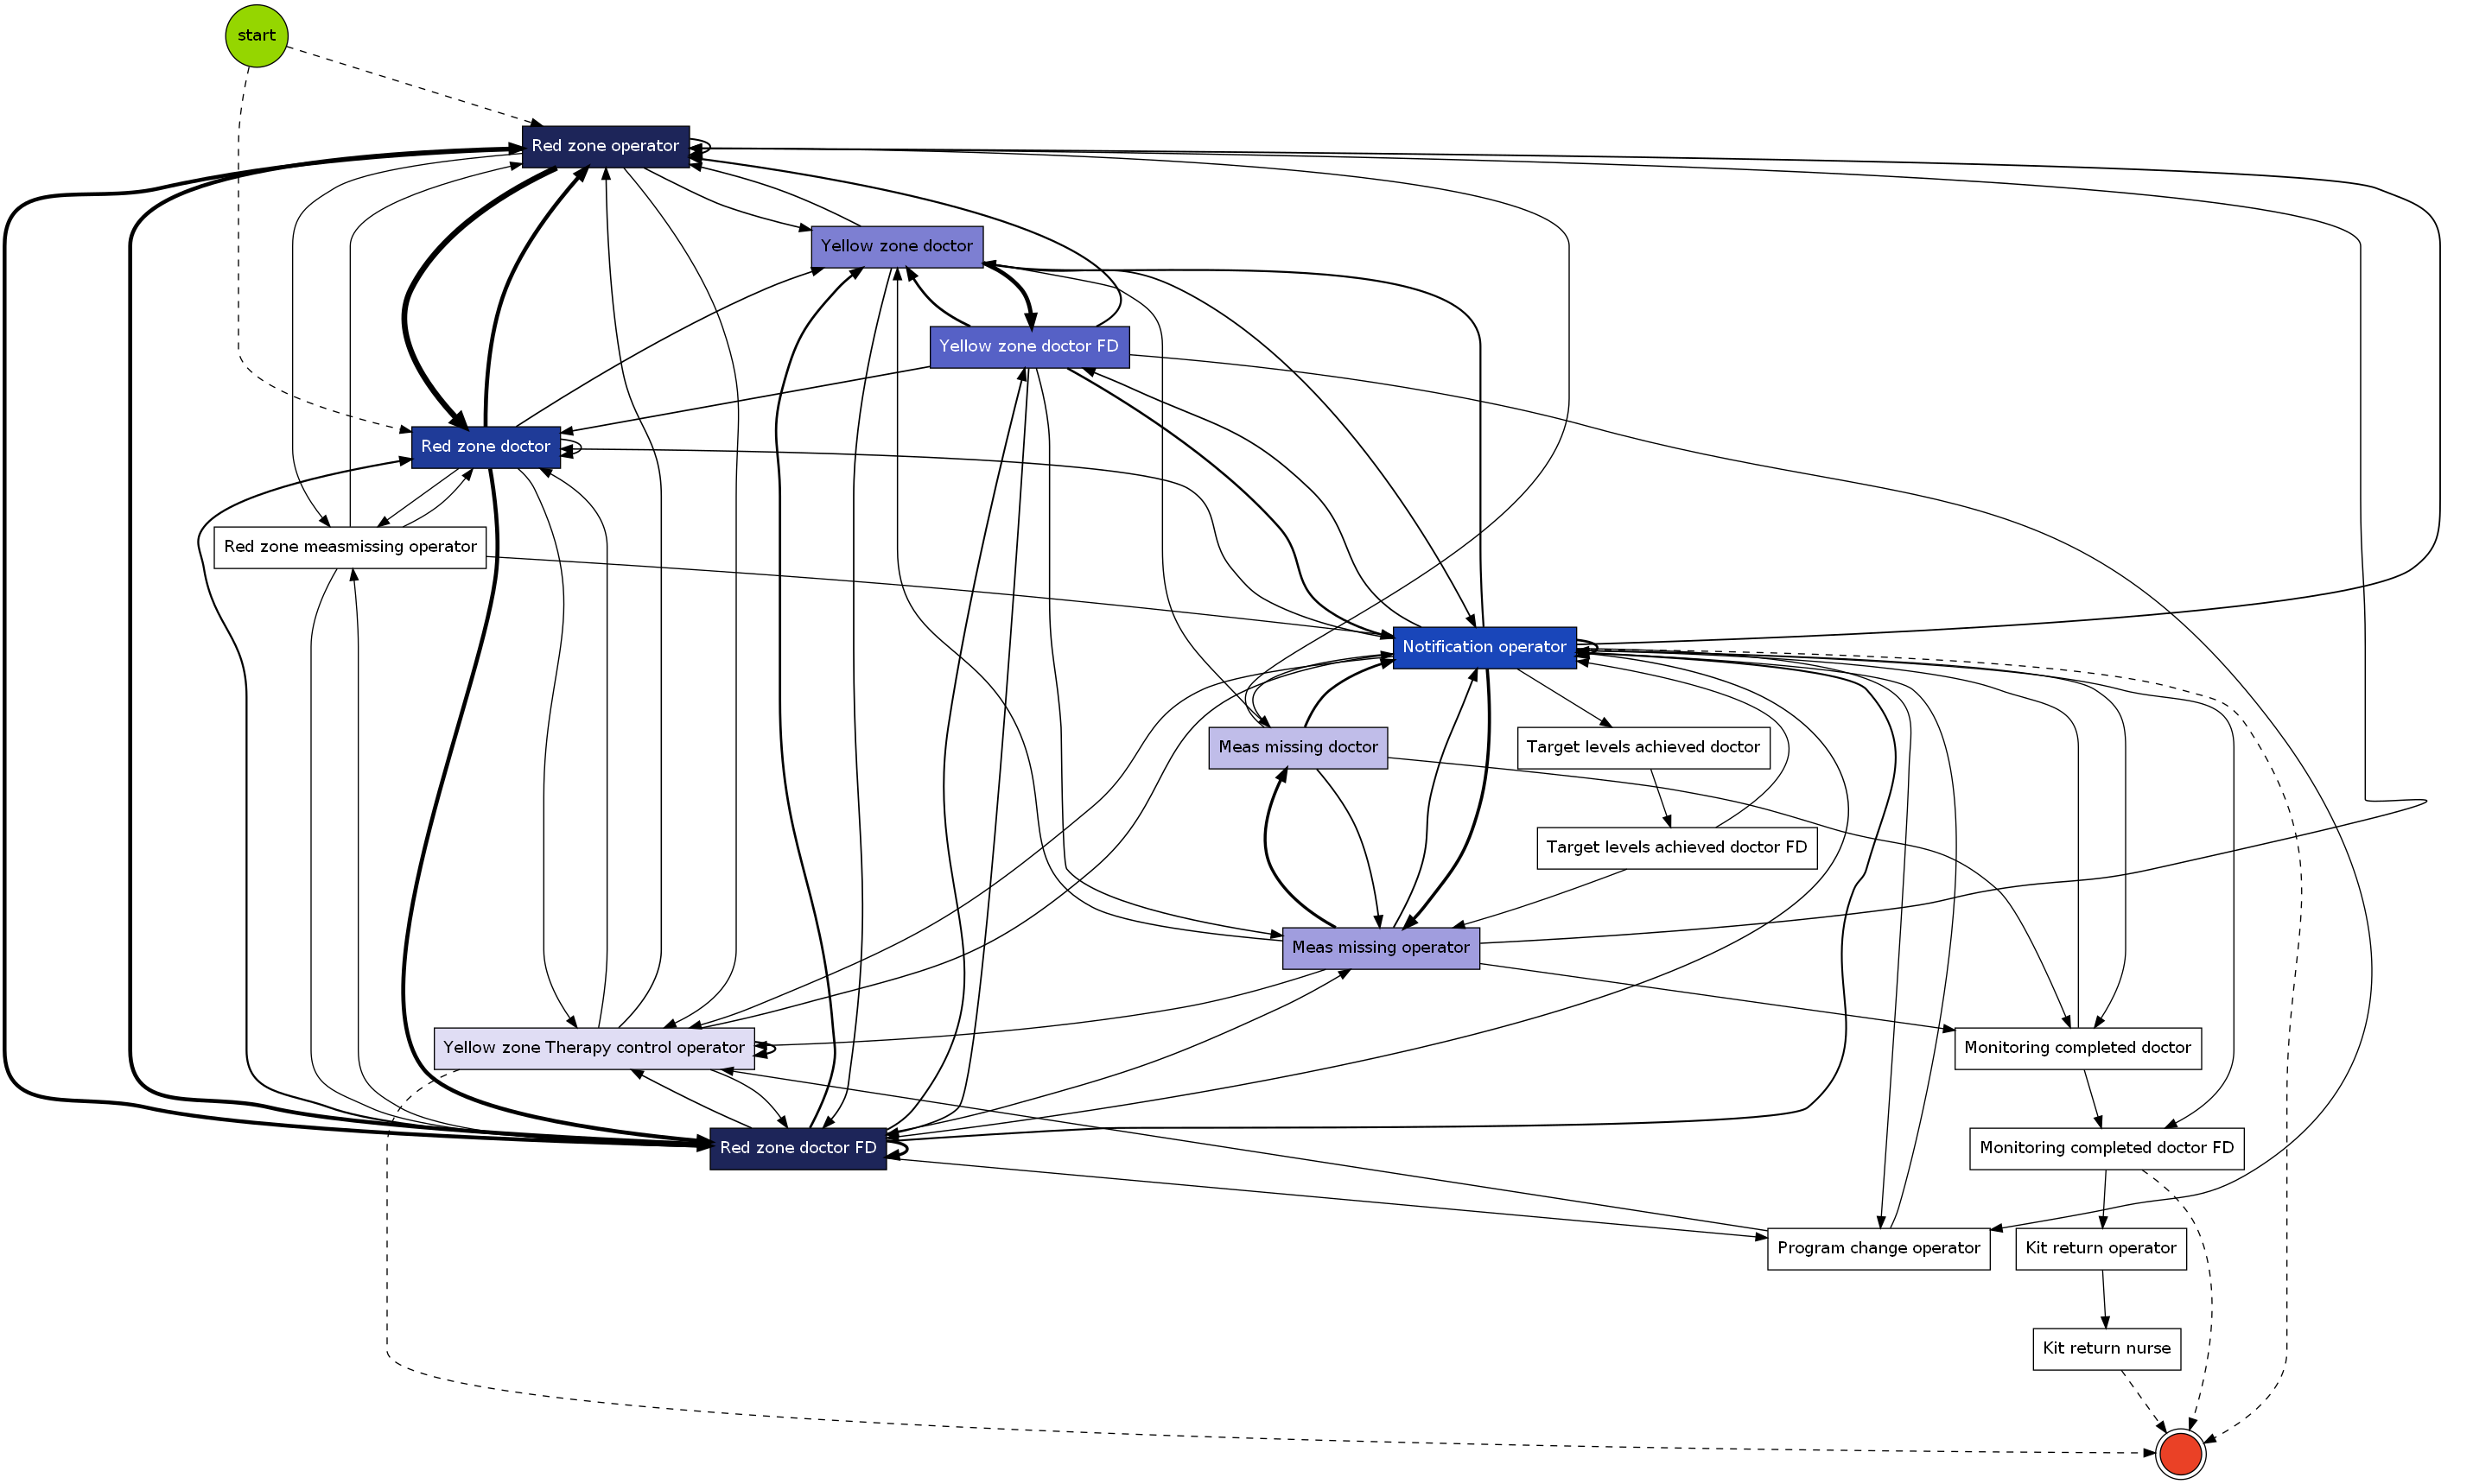 start
Red zone operator
Yellow zone doctor
Yellow zone doctor FD
Red zone doctor
Red zone measmissing operator
Notification operator
Meas missing doctor
Target levels achieved doctor
Target levels achieved doctor FD
Meas missing operator
Yellow zone Therapy control operator
Monitoring completed doctor
Red zone doctor FD
Monitoring completed doctor FD
Program change operator
Kit return operator
Kit return nurse